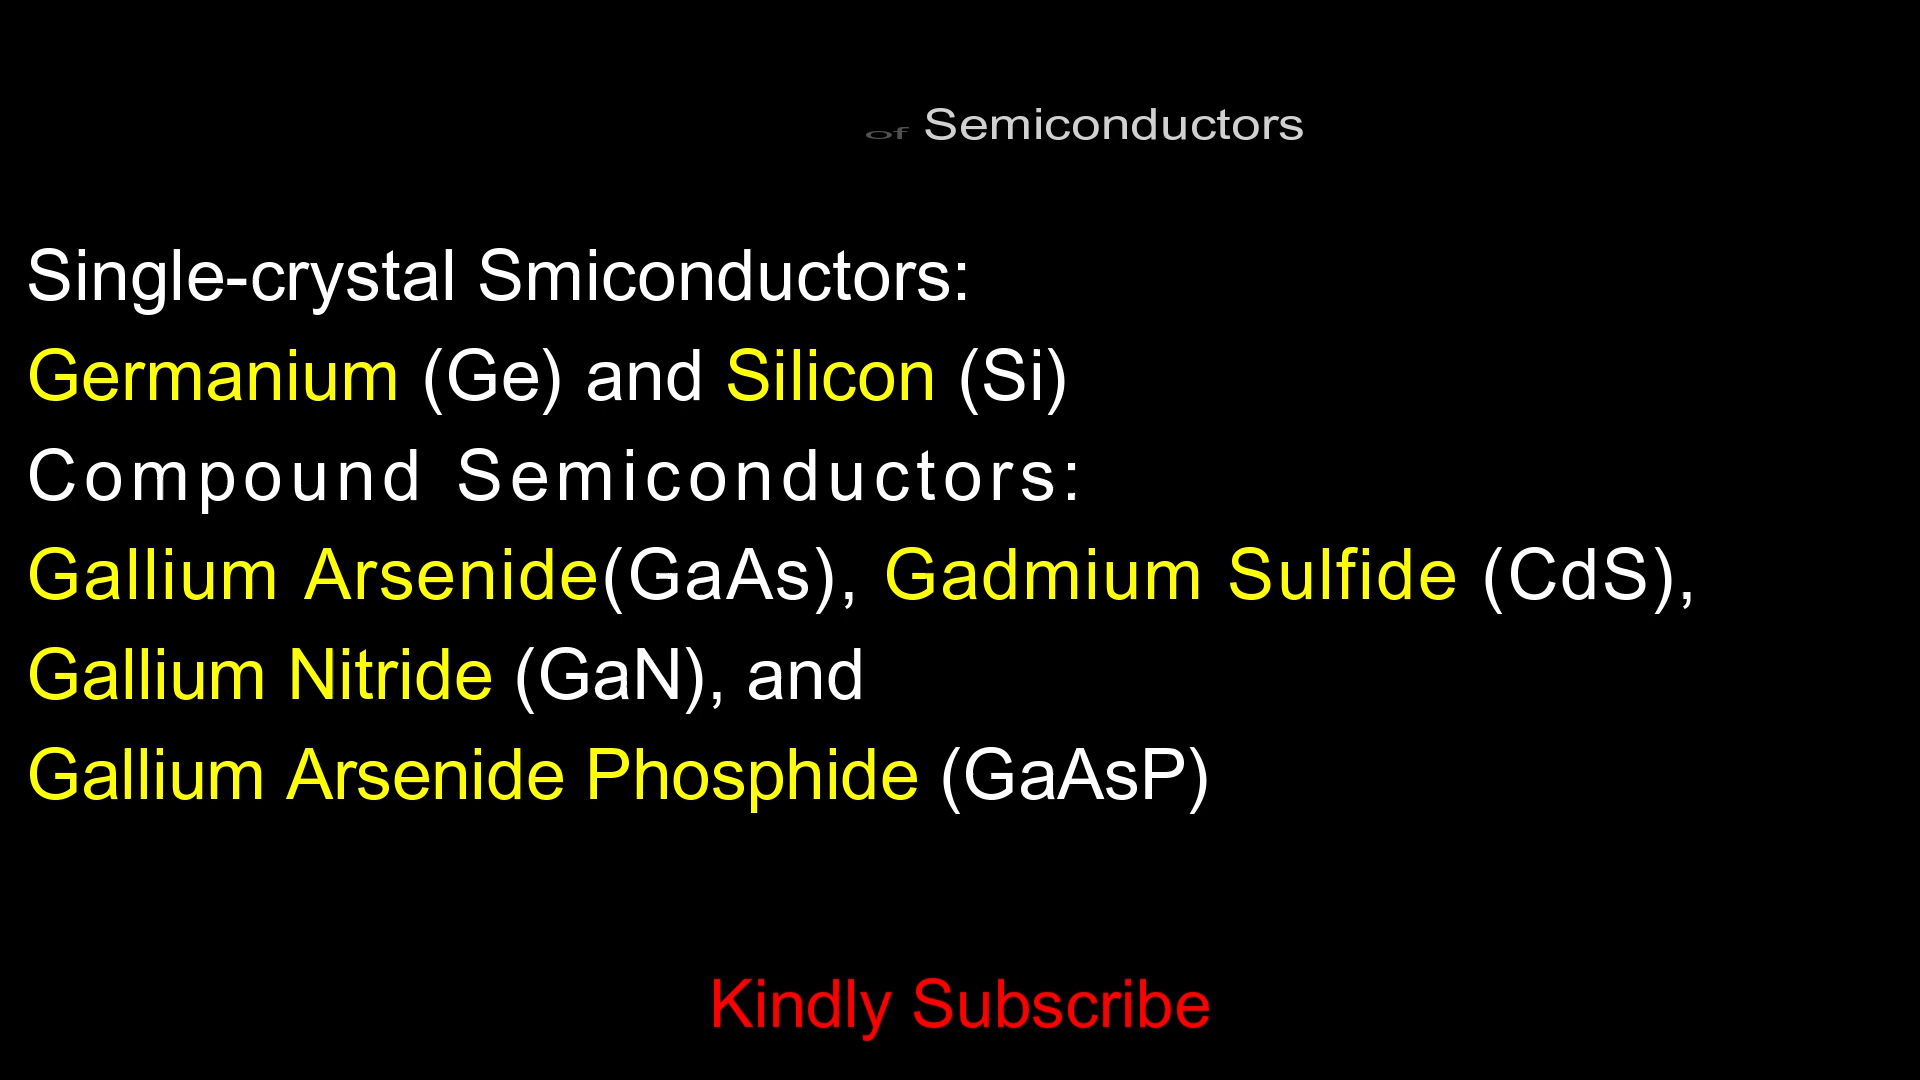 of Semiconductors
Single-crystal Smiconductors:
Germanium (Ge) and Silicon (Si)
Compound Semiconductors:
Gallium Arsenide(GaAs), Gadmium Sulfide (CdS),
Gallium Nitride (GaN), and
Gallium Arsenide Phosphide (GaAsP)
Kindly Subscribe